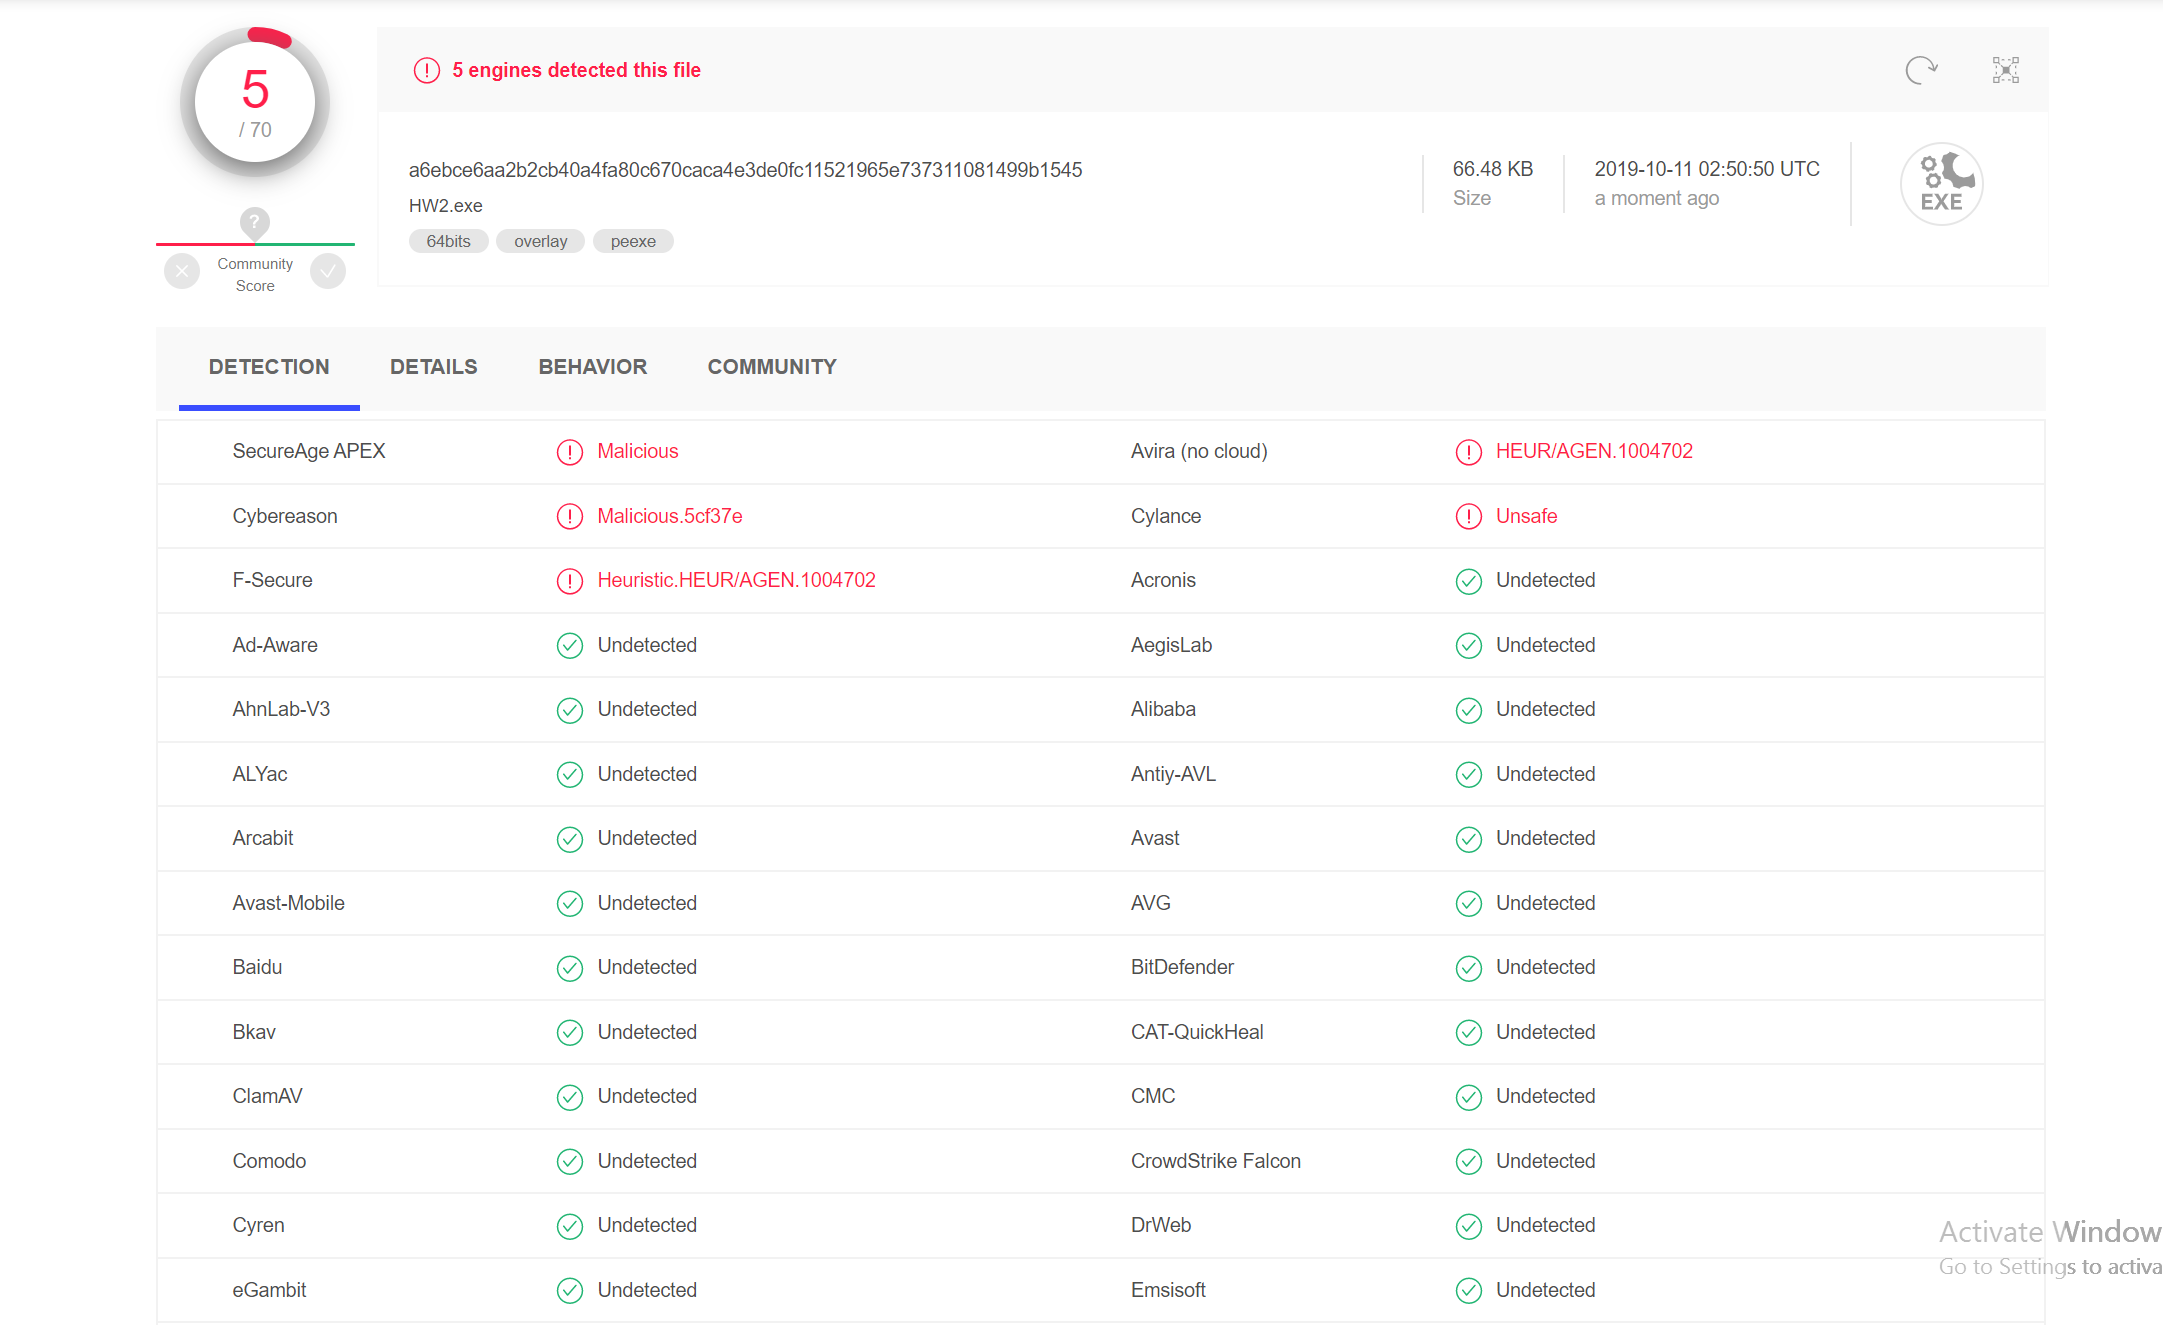 5
/ 70
?
Community
Score
5 engines detected this file
a6ebce6aa2b2cb40a4fa80c670caca4e3de0fc11521965e737311081499b1545
HW2.exe
64bits overlay peexe
66.48 KB
Size
2019-10-11 02:50:50 UTC
a moment ago
EXE
DETECTION DETAILS BEHAVIOR COMMUNITY
SecureAge APEX Malicious Avira (no cloud) HEUR/AGEN.1004702
Cybereason Malicious.5cf37e Cylance Unsafe
F-Secure Heuristic.HEUR/AGEN.1004702 Acronis Undetected
Ad-Aware Undetected AegisLab Undetected
AhnLab-V3 Undetected Alibaba Undetected
ALYac Undetected Antiy-AVL Undetected
Arcabit Undetected Avast Undetected
Avast-Mobile Undetected AVG Undetected
Baidu Undetected BitDefender Undetected
Bkav Undetected CAT-QuickHeal Undetected
ClamAV Undetected CMC Undetected
Comodo Undetected CrowdStrike Falcon Undetected
Cyren Undetected DrWeb Undetected
eGambit Undetected Emsisoft Undetected
Activate Window
Go to Settings to activa